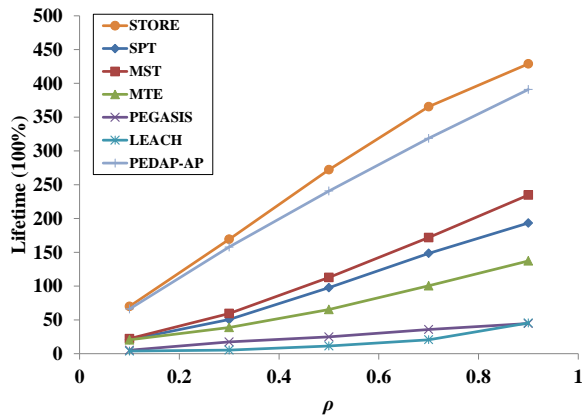 500
450
400
350
300
250
200
150
100
50
0
Lifetime (100%)
STORE
SPT
MST
MTE
PEGASIS
LEACH
PEDAP-AP
0 0.2 0.4 0.6 0.8 1
ρ